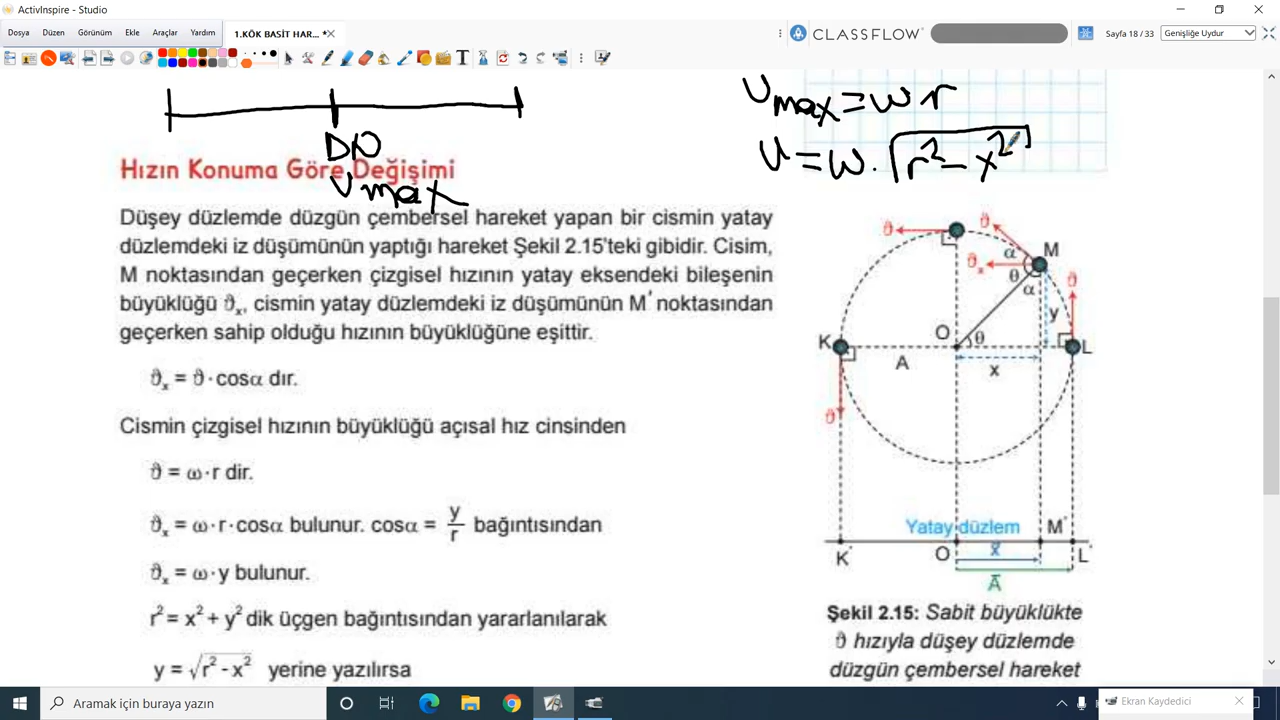 ActivInspire - Studio
Dosya Düzen Görünüm Ekle Araçlar Yardım
1.KÖK BASİT HAR... *
CLASSFLOW
Sayfa 18 / 33
Genişliğe Uydur
υmax = w r
υ = w . √r² - x²
DN
υmax
Hızın Konuma Göre Değişimi
Düşey düzlemde düzgün çembersel hareket yapan bir cismin yatay
düzlemdeki iz düşümünün yaptığı hareket Şekil 2.15'teki gibidir. Cisim,
M noktasından geçerken çizgisel hızının yatay eksendeki bileşenin
büyüklüğü ϑx, cismin yatay düzlemdeki iz düşümünün M' noktasından
geçerken sahip olduğu hızının büyüklüğüne eşittir.
ϑx = ϑ · cosα dır.
Cismin çizgisel hızının büyüklüğü açısal hız cinsinden
ϑ = ω · r dir.
ϑx = ω · r · cosα bulunur. cosα = y/r bağıntısından
ϑx = ω · y bulunur.
r² = x² + y² dik üçgen bağıntısından yararlanılarak
y = √r² - x² yerine yazılırsa
ϑ
ϑ
α
M
ϑx
θ
α
ϑ
y
K
O
θ
L
A
x
ϑ
Yatay düzlem
M'
K'
O
x
L'
A
Şekil 2.15: Sabit büyüklükte
ϑ hızıyla düşey düzlemde
düzgün çembersel hareket
Aramak için buraya yazın
Ekran Kaydedici